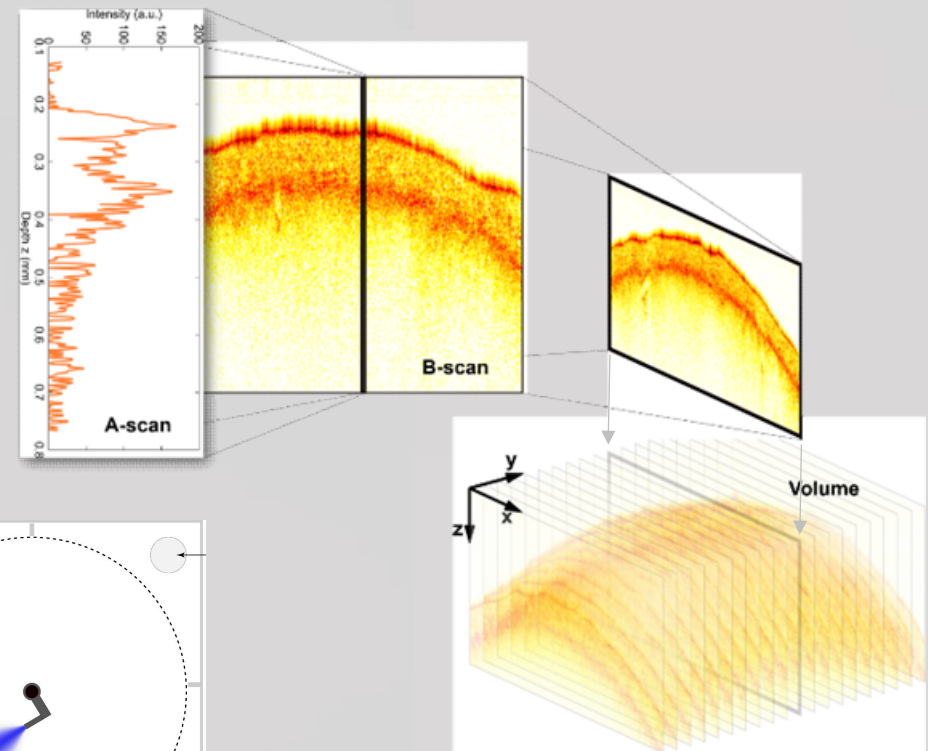 Intensity (a.u.)
0 50 100 150 200
0.1
0.2
0.3
0.4
0.5
0.6
0.7
0.8
Depth z (mm)
A-scan
B-scan
Volume
y
x
z